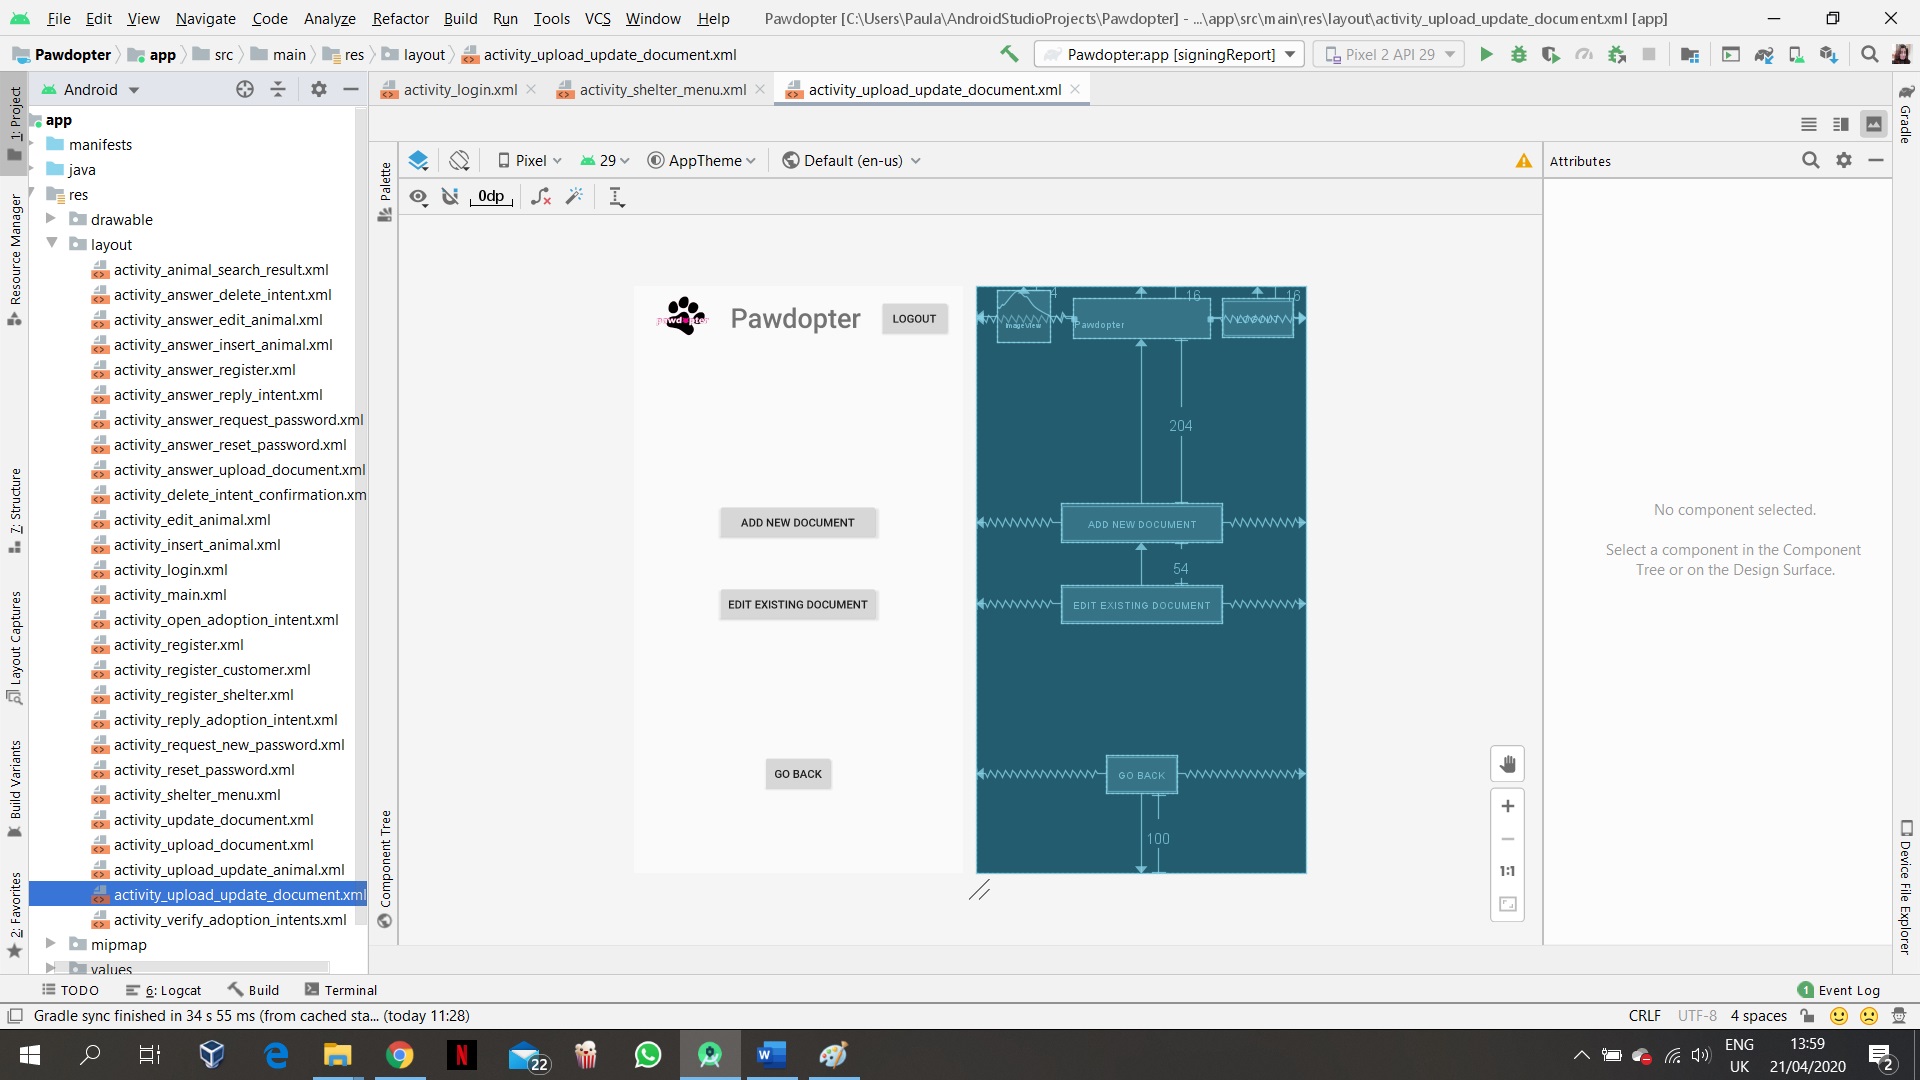 File Edit View Navigate Code Analyze Refactor Build Run Tools VCS Window Help Pawdopter [C:\Users\Paula\AndroidStudioProjects\Pawdopter] - ...\app\src\main\res\layout\activity_upload_update_document.xml [app]
Pawdopter app src main res layout activity_upload_update_document.xml Pawdopter:app [signingReport] Pixel 2 API 29
Android activity_login.xml activity_shelter_menu.xml activity_upload_update_document.xml
1: Project
Resource Manager
7: Structure
Layout Captures
Build Variants
2: Favorites
app
manifests
java
res
drawable
layout
activity_animal_search_result.xml
activity_answer_delete_intent.xml
activity_answer_edit_animal.xml
activity_answer_insert_animal.xml
activity_answer_register.xml
activity_answer_reply_intent.xml
activity_answer_request_password.xml
activity_answer_reset_password.xml
activity_answer_upload_document.xml
activity_delete_intent_confirmation.xm
activity_edit_animal.xml
activity_insert_animal.xml
activity_login.xml
activity_main.xml
activity_open_adoption_intent.xml
activity_register.xml
activity_register_customer.xml
activity_register_shelter.xml
activity_reply_adoption_intent.xml
activity_request_new_password.xml
activity_reset_password.xml
activity_shelter_menu.xml
activity_update_document.xml
activity_upload_document.xml
activity_upload_update_animal.xml
activity_upload_update_document.xml
activity_verify_adoption_intents.xml
mipmap
values
Palette
Component Tree
Pixel 29 AppTheme Default (en-us)
0dp
pawdopter Pawdopter LOGOUT
ADD NEW DOCUMENT
EDIT EXISTING DOCUMENT
GO BACK
4 16 16
ImageView Pawdopter LOGOUT
204
ADD NEW DOCUMENT
54
EDIT EXISTING DOCUMENT
GO BACK
100
1:1
Attributes
No component selected.
Select a component in the Component
Tree or on the Design Surface.
Gradle
Device File Explorer
TODO 6: Logcat Build Terminal 1 Event Log
Gradle sync finished in 34 s 55 ms (from cached sta... (today 11:28) CRLF UTF-8 4 spaces
N 22 W ENG 13:59
UK 21/04/2020 2